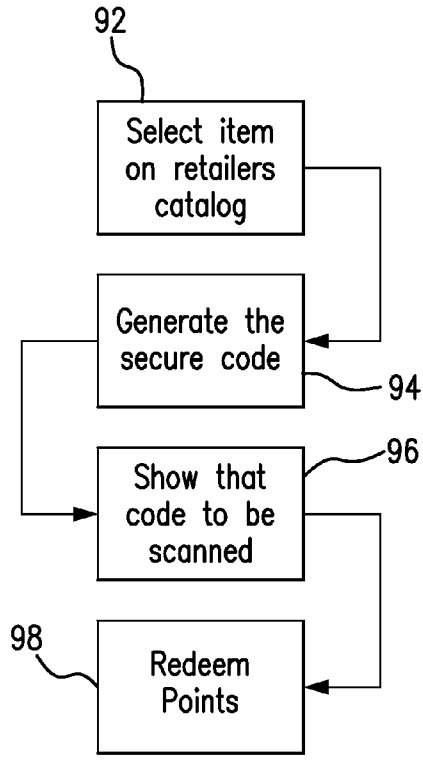 92
Select item
on retailers
catalog
Generate the
secure code
94
96
Show that
code to be
scanned
98
Redeem
Points